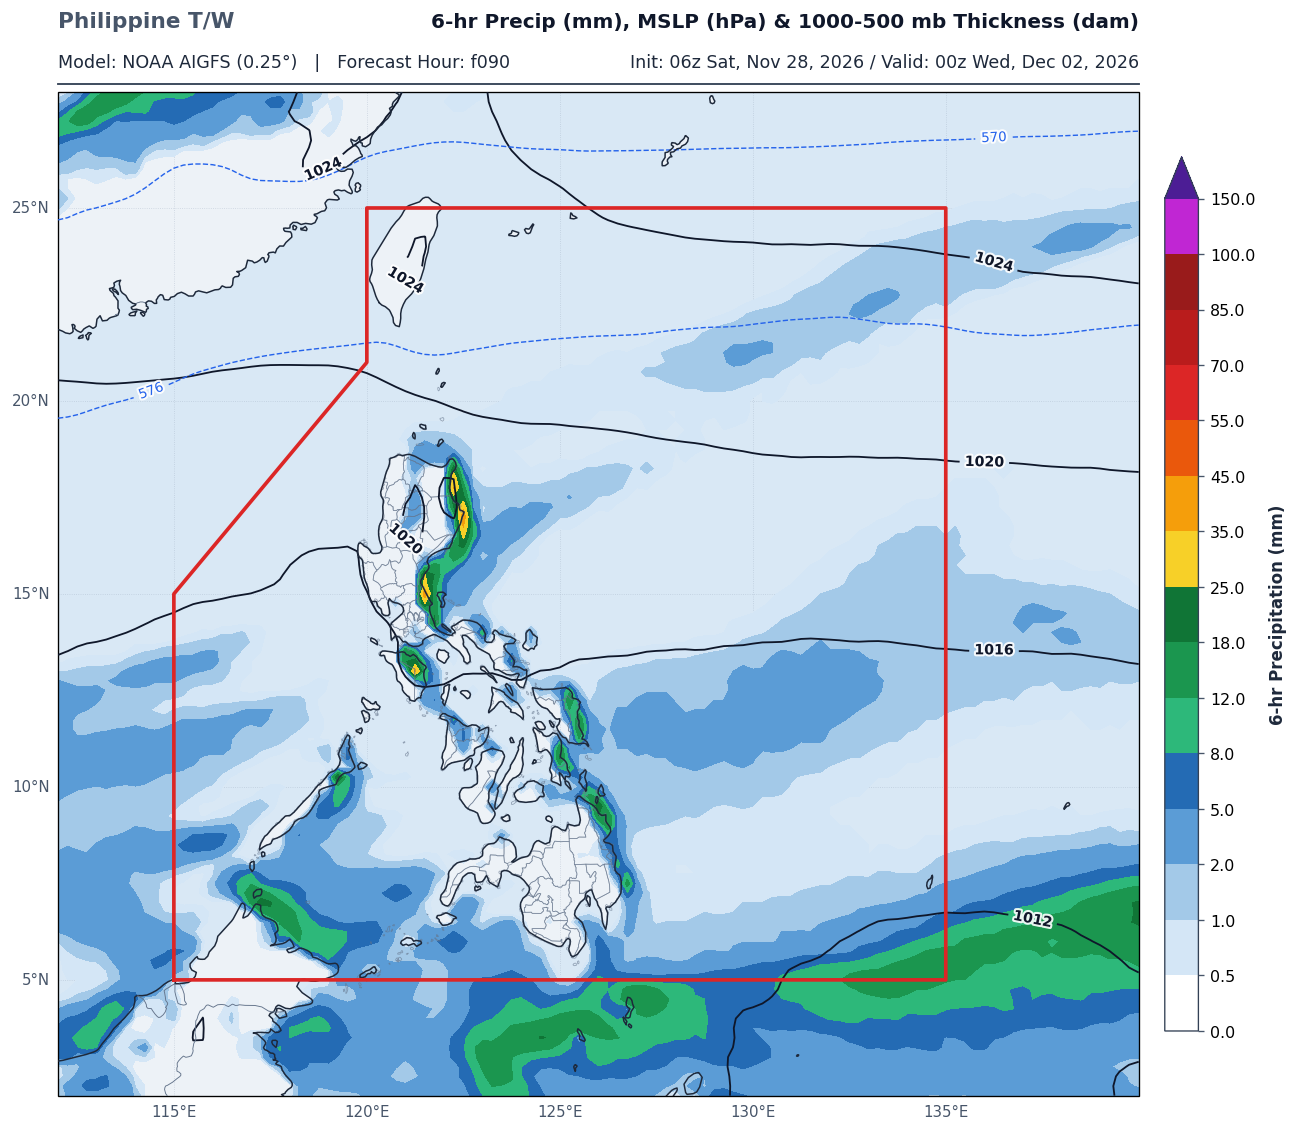 Philippine T/W
6-hr Precip (mm), MSLP (hPa) & 1000-500 mb Thickness (dam)
Model: NOAA AIGFS (0.25°) | Forecast Hour: f090
Init: 06z Sat, Nov 28, 2026 / Valid: 00z Wed, Dec 02, 2026
570
1024
1024
1024
576
1020
1020
1016
1012
25°N
20°N
15°N
10°N
5°N
115°E
120°E
125°E
130°E
135°E
150.0
100.0
85.0
70.0
55.0
45.0
35.0
25.0
18.0
12.0
8.0
5.0
2.0
1.0
0.5
0.0
6-hr Precipitation (mm)